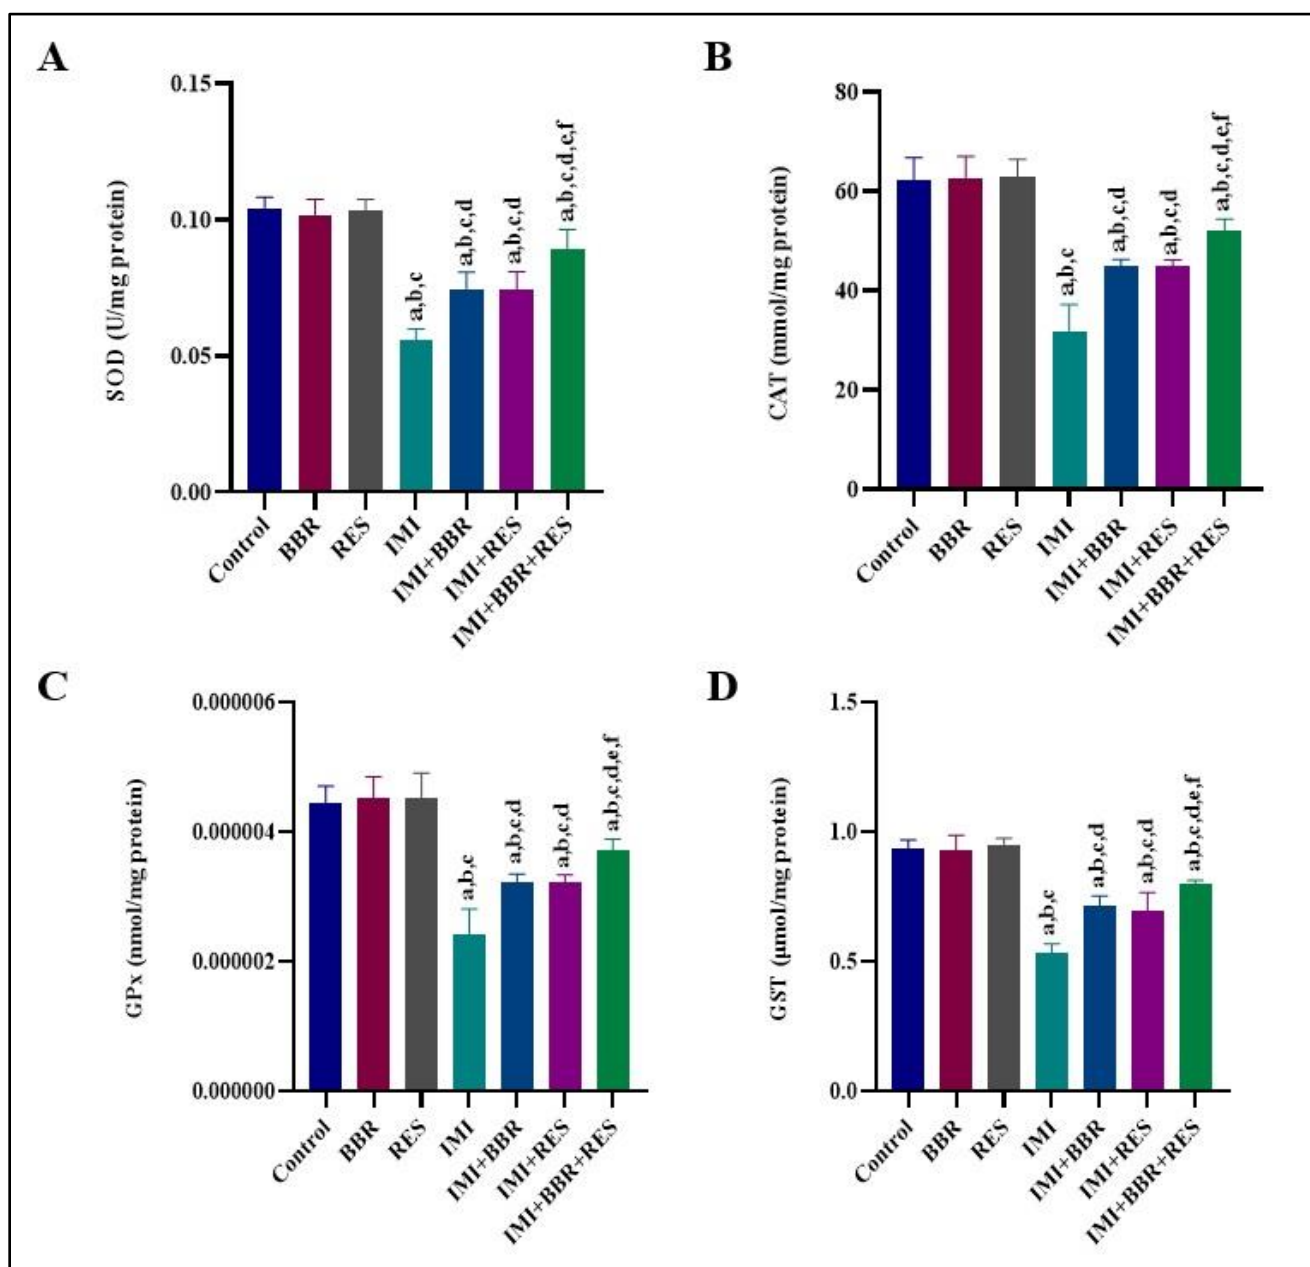 A
SOD (U/mg protein)
0.15
0.10
0.05
0.00
a,b,c
a,b,c,d
a,b,c,d
a,b,c,d,e,f
Control
BBR
RES
IMI
IMI+BBR
IMI+RES
IMI+BBR+RES
B
CAT (mmol/mg protein)
80
60
40
20
0
a,b,c
a,b,c,d
a,b,c,d
a,b,c,d,e,f
Control
BBR
RES
IMI
IMI+BBR
IMI+RES
IMI+BBR+RES
C
GPx (nmol/mg protein)
0.000006
0.000004
0.000002
0.000000
a,b,c
a,b,c,d
a,b,c,d
a,b,c,d,e,f
Control
BBR
RES
IMI
IMI+BBR
IMI+RES
IMI+BBR+RES
D
GST (µmol/mg protein)
1.5
1.0
0.5
0.0
a,b,c
a,b,c,d
a,b,c,d
a,b,c,d,e,f
Control
BBR
RES
IMI
IMI+BBR
IMI+RES
IMI+BBR+RES